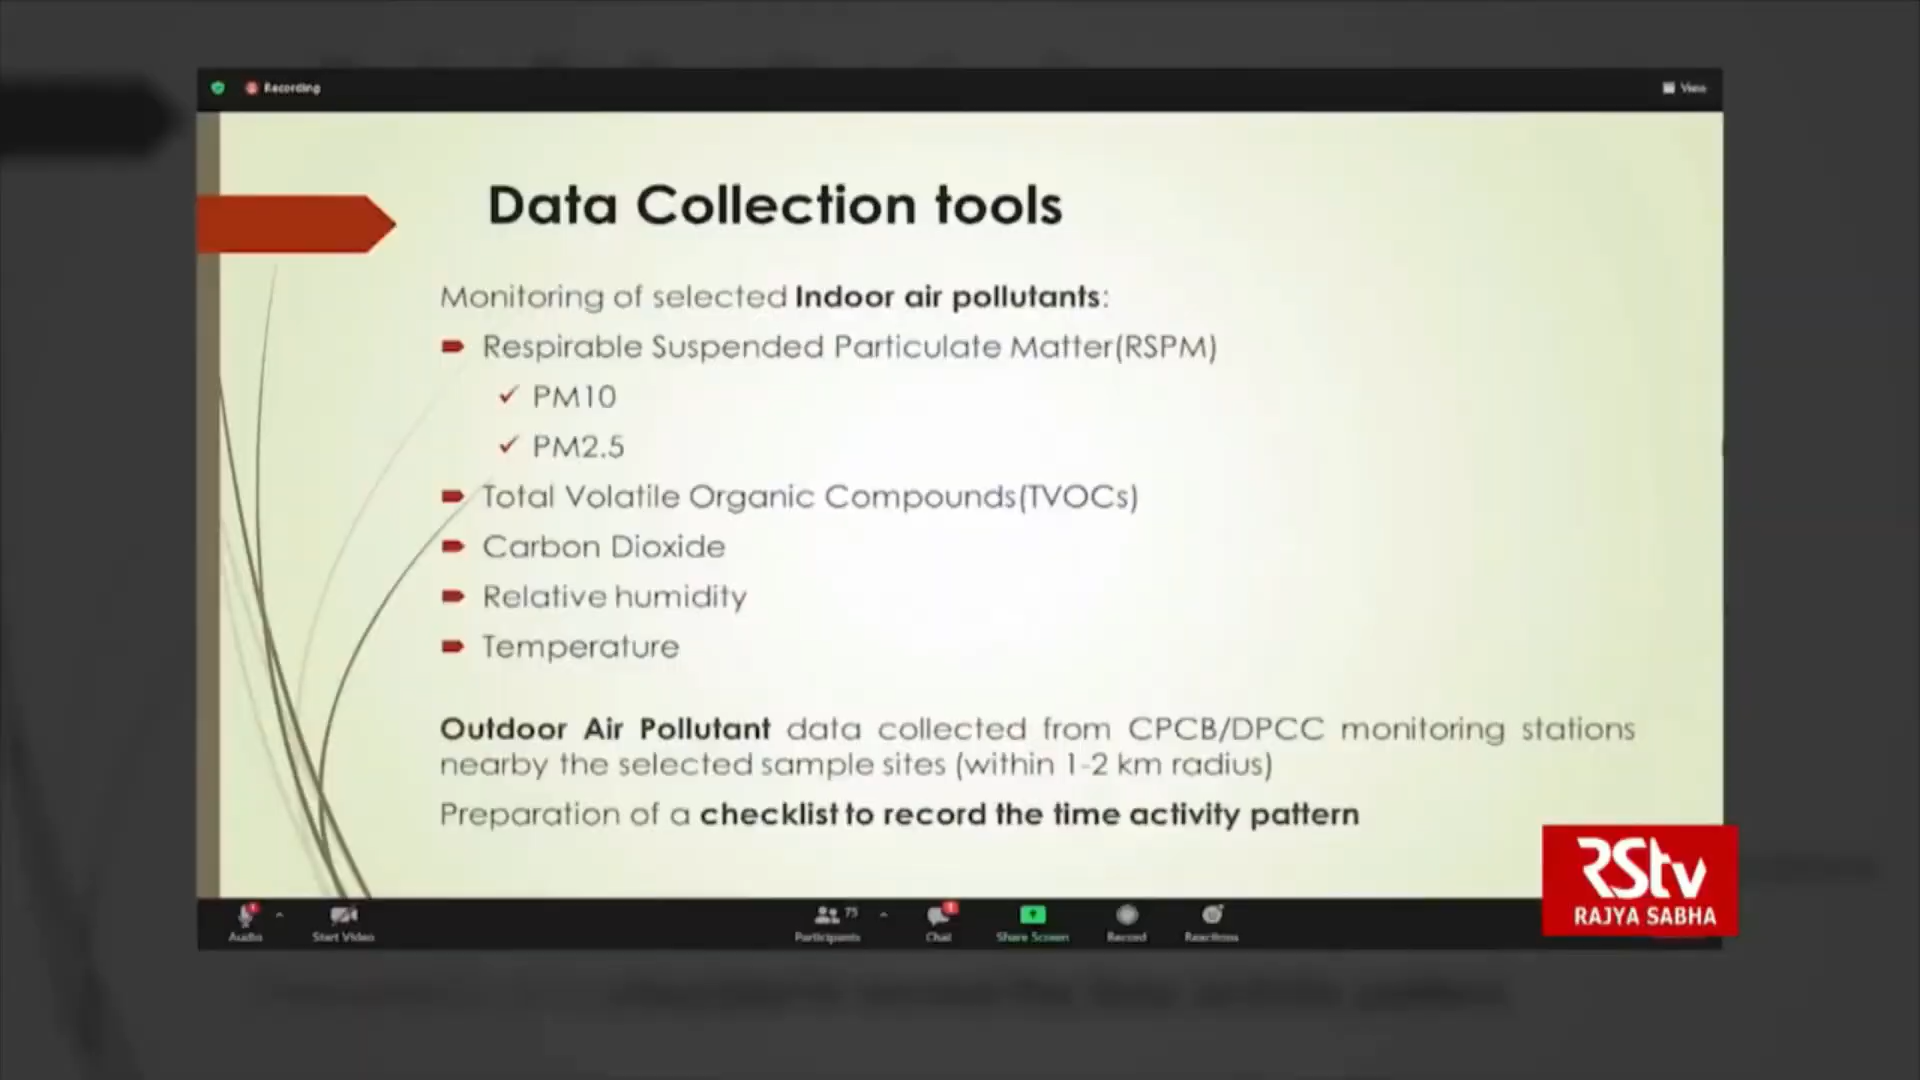 Recording
View
Data Collection tools
Monitoring of selected Indoor air pollutants:
Respirable Suspended Particulate Matter(RSPM)
✓ PM10
✓ PM2.5
Total Volatile Organic Compounds(TVOCs)
Carbon Dioxide
Relative humidity
Temperature
Outdoor Air Pollutant data collected from CPCB/DPCC monitoring stations
nearby the selected sample sites (within 1-2 km radius)
Preparation of a checklist to record the time activity pattern
RStv
RAJYA SABHA
75
Audio Start Video Participants Chat Share Screen Record Reactions